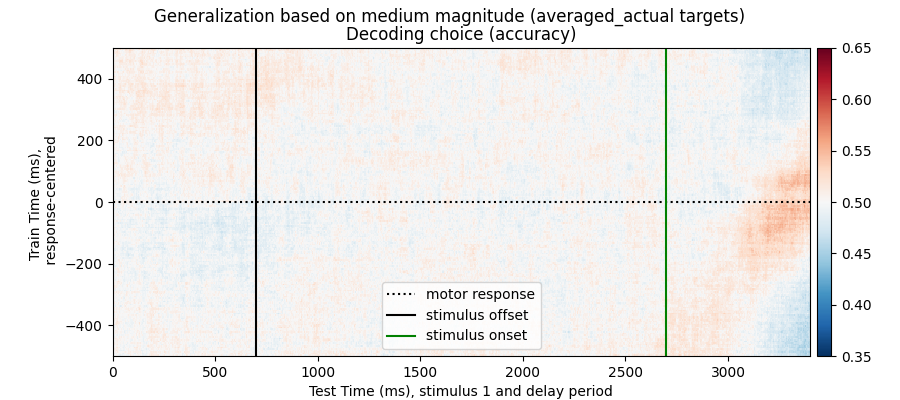 Generalization based on medium magnitude (averaged_actual targets)
Decoding choice (accuracy)
Train Time (ms),
response-centered
400
200
0
−200
−400
motor response
stimulus offset
stimulus onset
0 500 1000 1500 2000 2500 3000
Test Time (ms), stimulus 1 and delay period
0.65
0.60
0.55
0.50
0.45
0.40
0.35